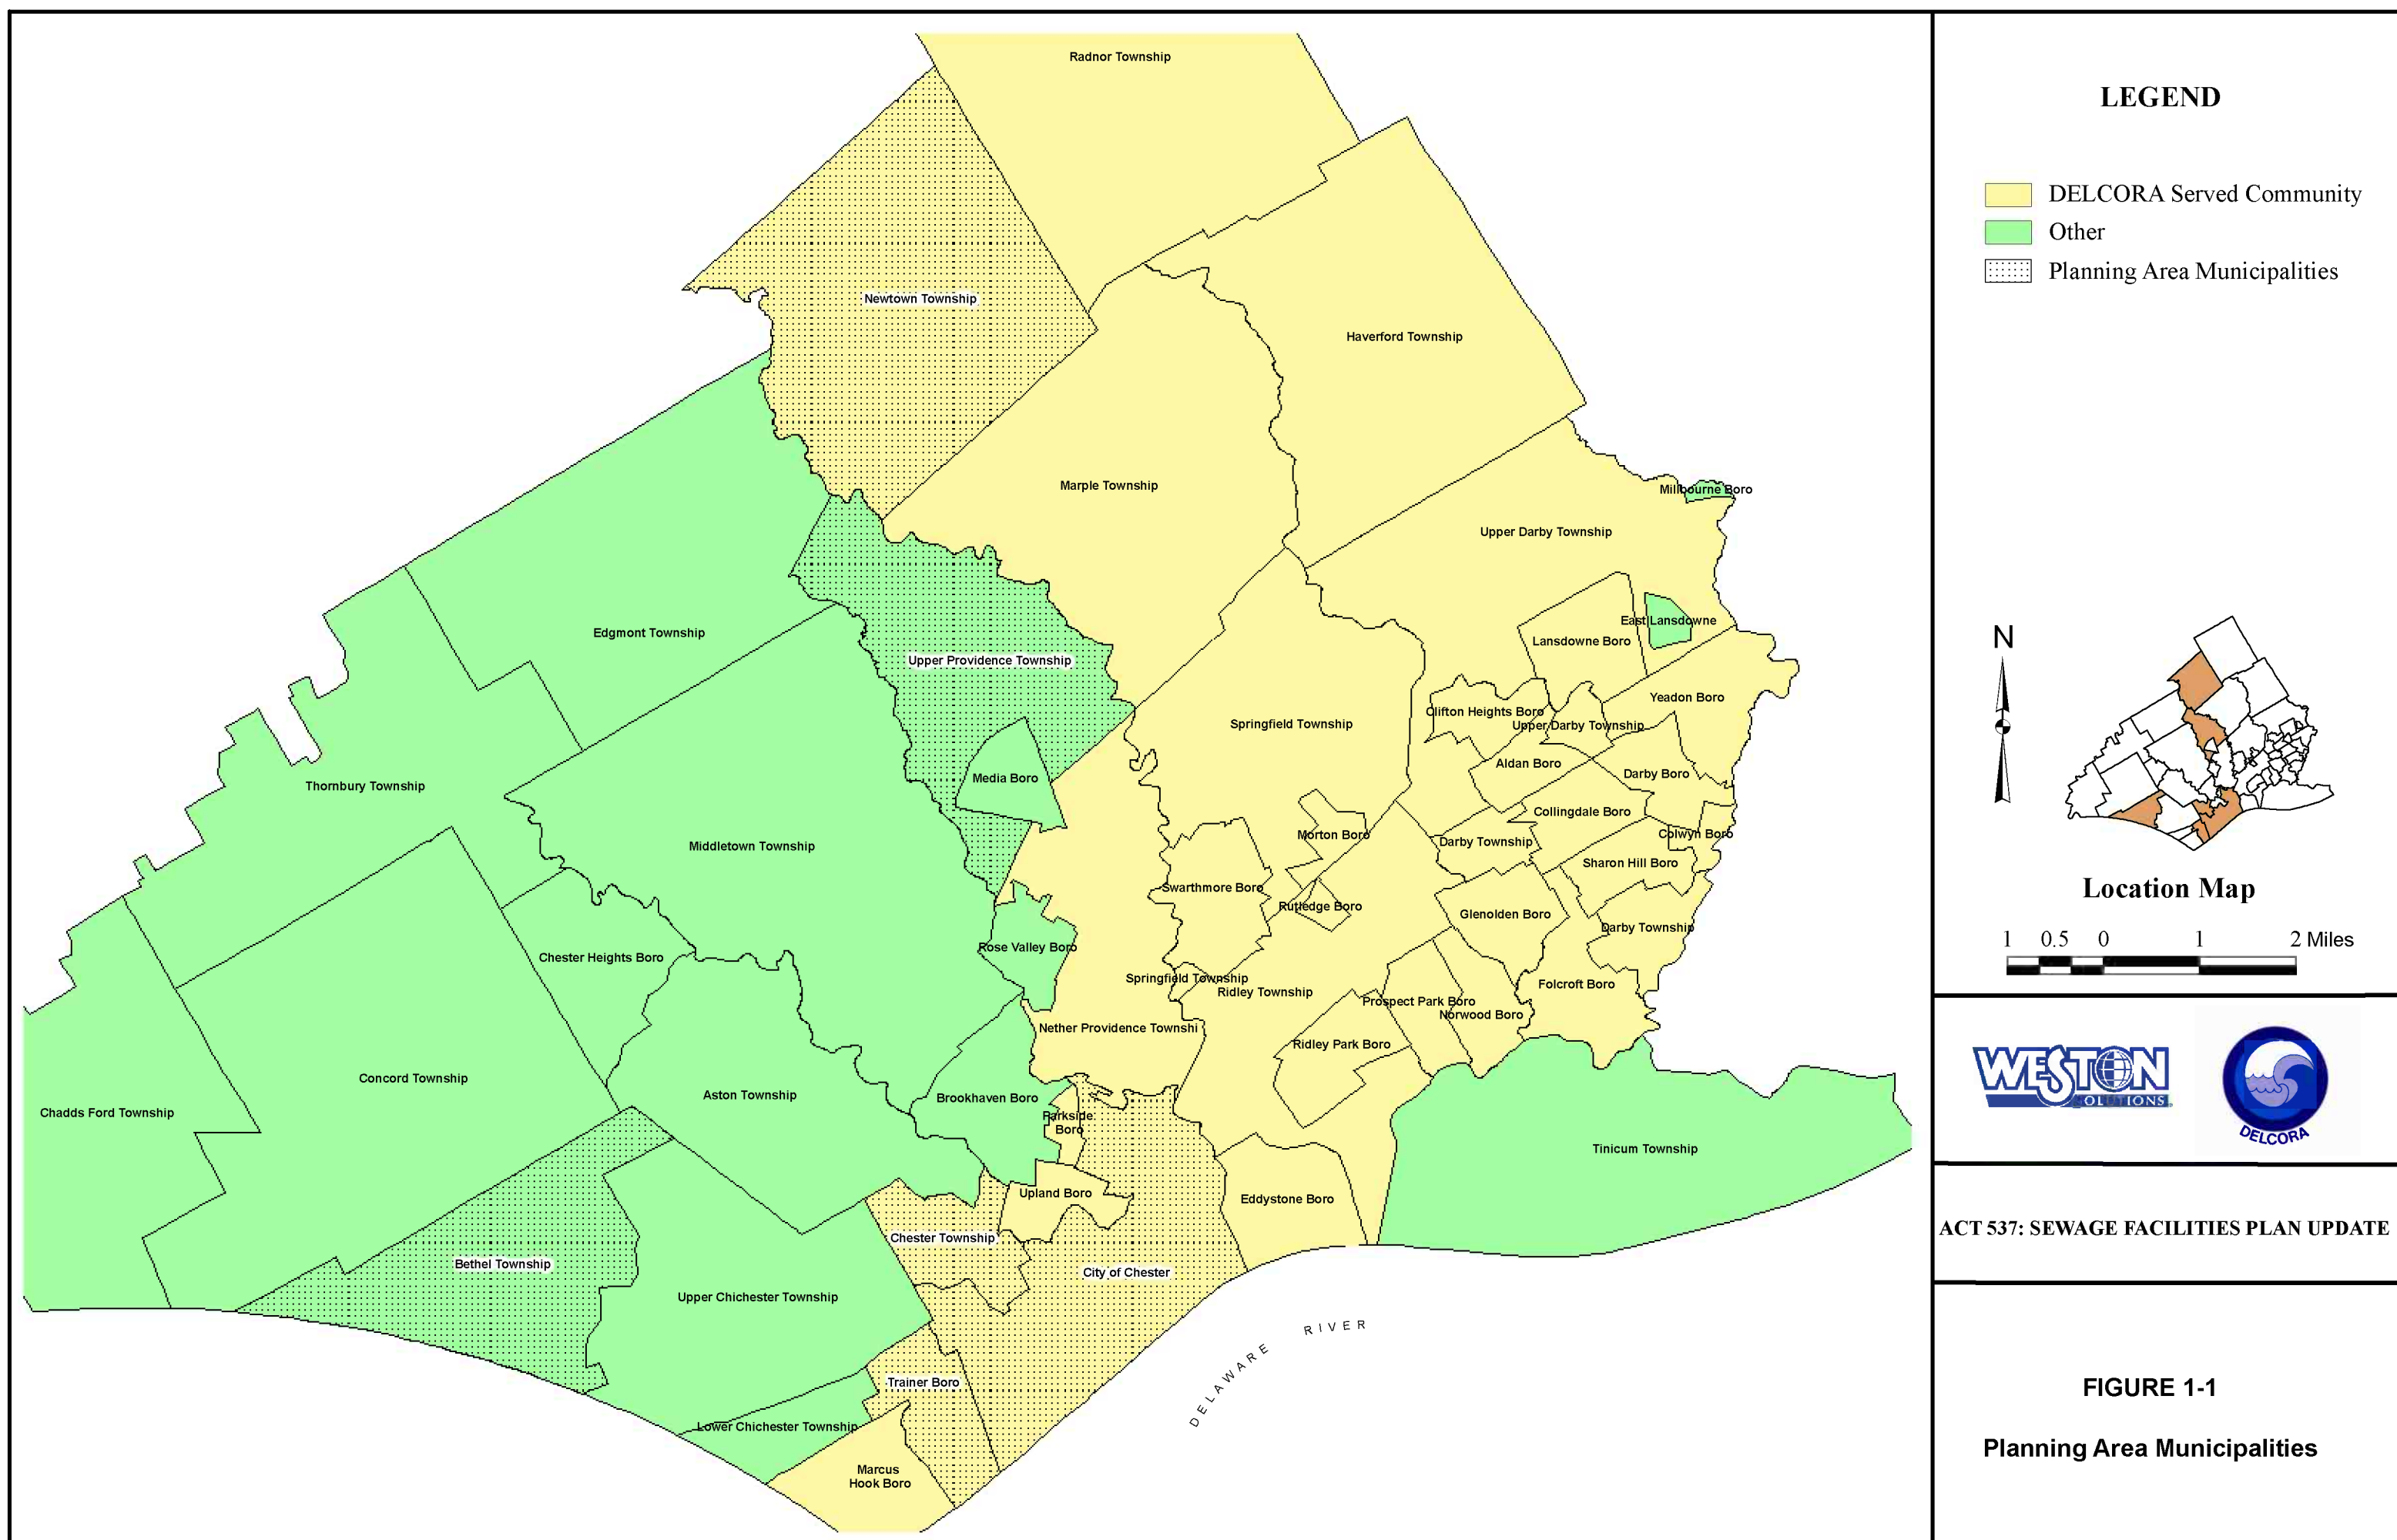 Radnor Township
Newtown Township
Haverford Township
Marple Township
Millbourne Boro
Upper Darby Township
East Lansdowne
Lansdowne Boro
Edgmont Township
Upper Providence Township
Yeadon Boro
Clifton Heights Boro
Upper Darby Township
Springfield Township
Aldan Boro
Darby Boro
Media Boro
Thornbury Township
Collingdale Boro
Colwyn Boro
Morton Boro
Darby Township
Middletown Township
Sharon Hill Boro
Swarthmore Boro
Rutledge Boro
Glenolden Boro
Darby Township
Rose Valley Boro
Chester Heights Boro
Springfield Township
Ridley Township
Folcroft Boro
Prospect Park Boro
Norwood Boro
Nether Providence Townshi
Ridley Park Boro
Concord Township
Aston Township
Brookhaven Boro
Chadds Ford Township
Parkside
Boro
Tinicum Township
Upland Boro
Eddystone Boro
Chester Township
Bethel Township
City of Chester
Upper Chichester Township
DELAWARE RIVER
Trainer Boro
Lower Chichester Township
Marcus
Hook Boro
LEGEND
DELCORA Served Community
Other
Planning Area Municipalities
N
Location Map
1 0.5 0 1 2 Miles
WESTON
SOLUTIONS
DELCORA
ACT 537: SEWAGE FACILITIES PLAN UPDATE
FIGURE 1-1
Planning Area Municipalities